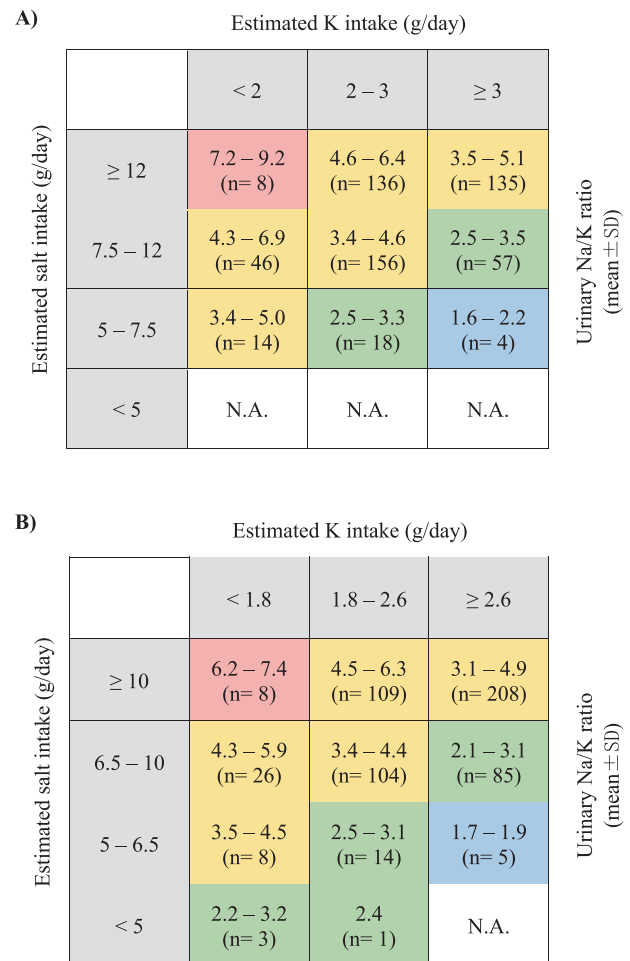 A)
Estimated K intake (g/day)
< 2
2 – 3
≥ 3
Estimated salt intake (g/day)
≥ 12
7.2 – 9.2
(n= 8)
4.6 – 6.4
(n= 136)
3.5 – 5.1
(n= 135)
7.5 – 12
4.3 – 6.9
(n= 46)
3.4 – 4.6
(n= 156)
2.5 – 3.5
(n= 57)
5 – 7.5
3.4 – 5.0
(n= 14)
2.5 – 3.3
(n= 18)
1.6 – 2.2
(n= 4)
< 5
N.A.
N.A.
N.A.
Urinary Na/K ratio
(mean±SD)
B)
Estimated K intake (g/day)
< 1.8
1.8 – 2.6
≥ 2.6
Estimated salt intake (g/day)
≥ 10
6.2 – 7.4
(n= 8)
4.5 – 6.3
(n= 109)
3.1 – 4.9
(n= 208)
6.5 – 10
4.3 – 5.9
(n= 26)
3.4 – 4.4
(n= 104)
2.1 – 3.1
(n= 85)
5 – 6.5
3.5 – 4.5
(n= 8)
2.5 – 3.1
(n= 14)
1.7 – 1.9
(n= 5)
< 5
2.2 – 3.2
(n= 3)
2.4
(n= 1)
N.A.
Urinary Na/K ratio
(mean±SD)